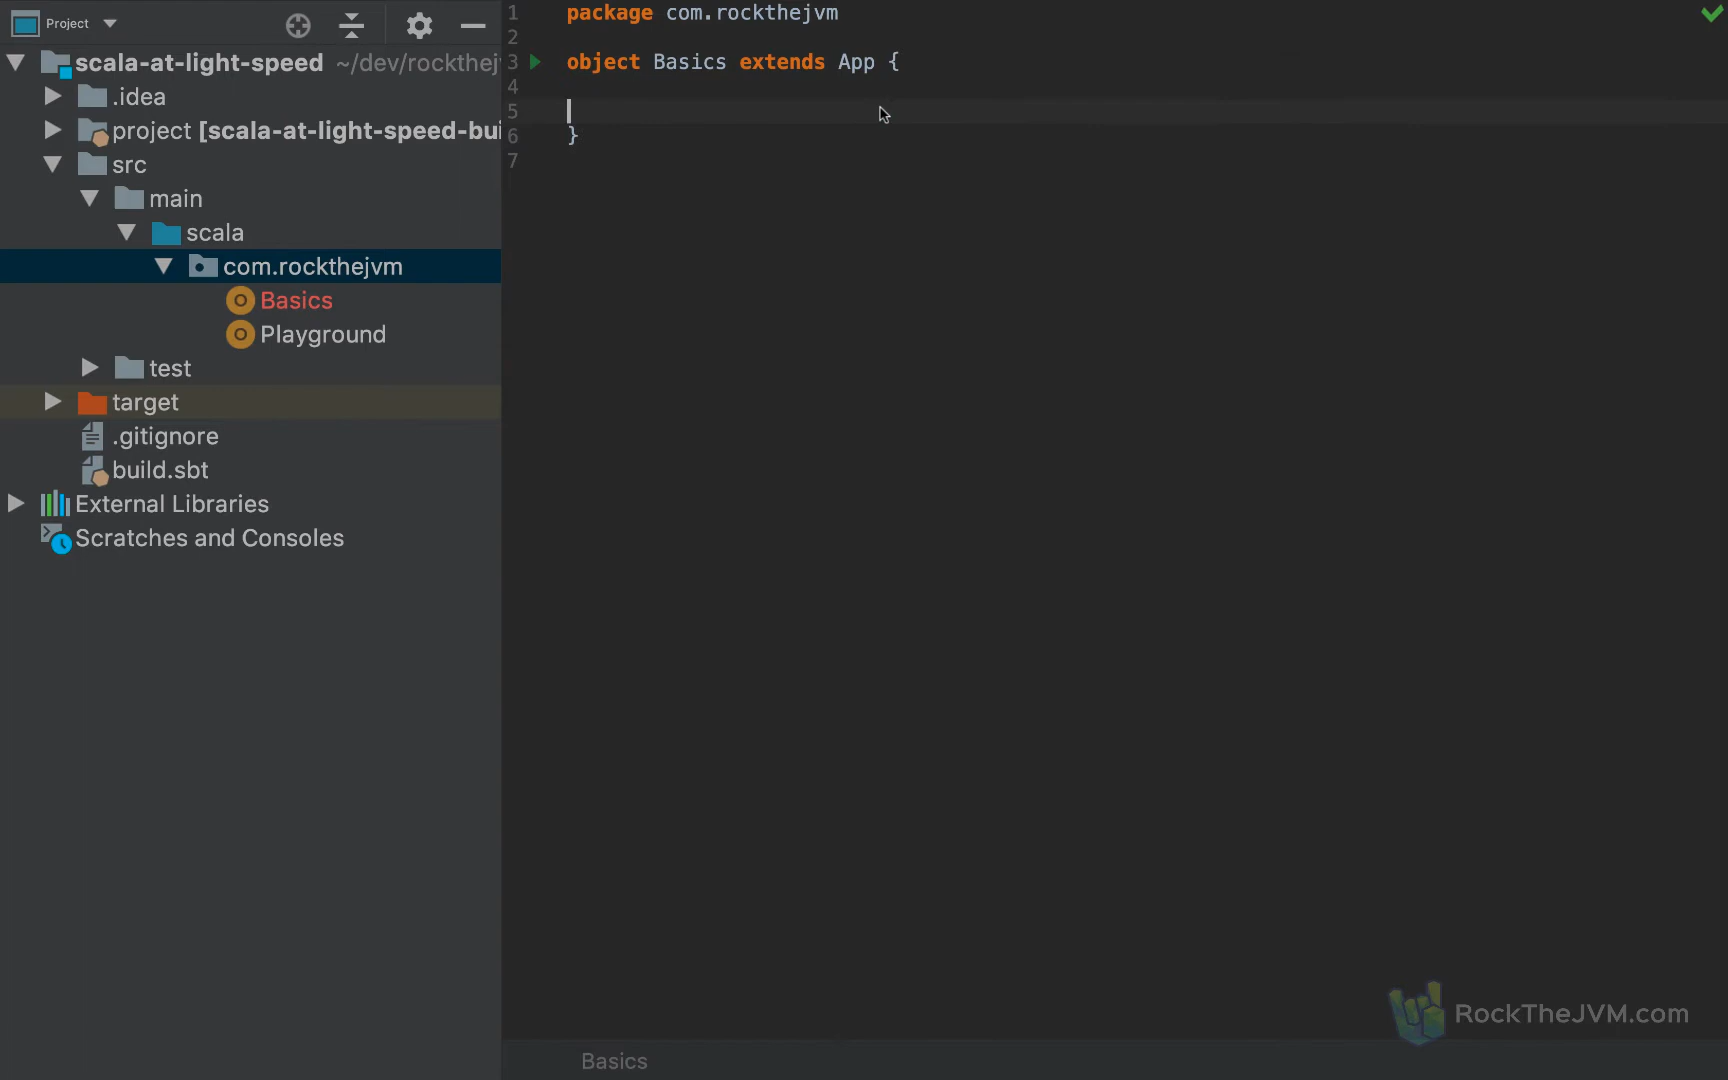 Project
scala-at-light-speed ~/dev/rockthej
.idea
project [scala-at-light-speed-bui
src
main
scala
com.rockthejvm
Basics
Playground
test
target
.gitignore
build.sbt
External Libraries
Scratches and Consoles
1 package com.rockthejvm
2
3 object Basics extends App {
4
5
6 }
7
RockTheJVM.com
Basics